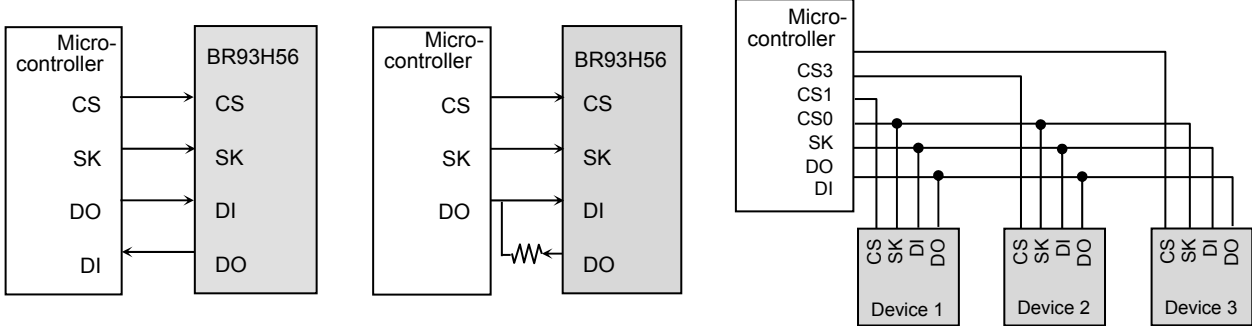 Micro-
controller
CS
SK
DO
DI
BR93H56
CS
SK
DI
DO
Micro-
controller
CS
SK
DO
BR93H56
CS
SK
DI
DO
Micro-
controller
CS3
CS1
CS0
SK
DO
DI
CS
SK
DI
DO
Device 1
CS
SK
DI
DO
Device 2
CS
SK
DI
DO
Device 3